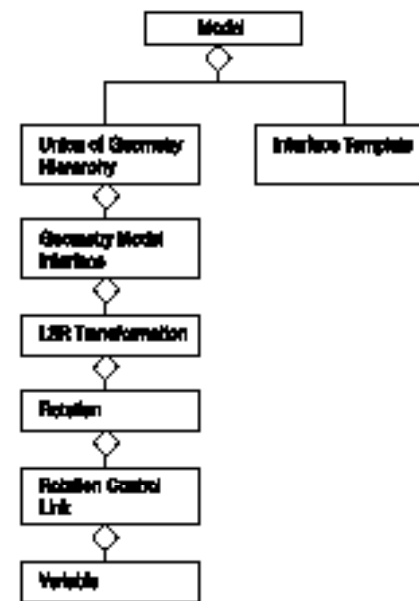 Model
Union of Geometry
Hierarchy
Interface Template
Geometry Model
Interface
LSR Transformation
Rotation
Rotation Control
Link
Variable